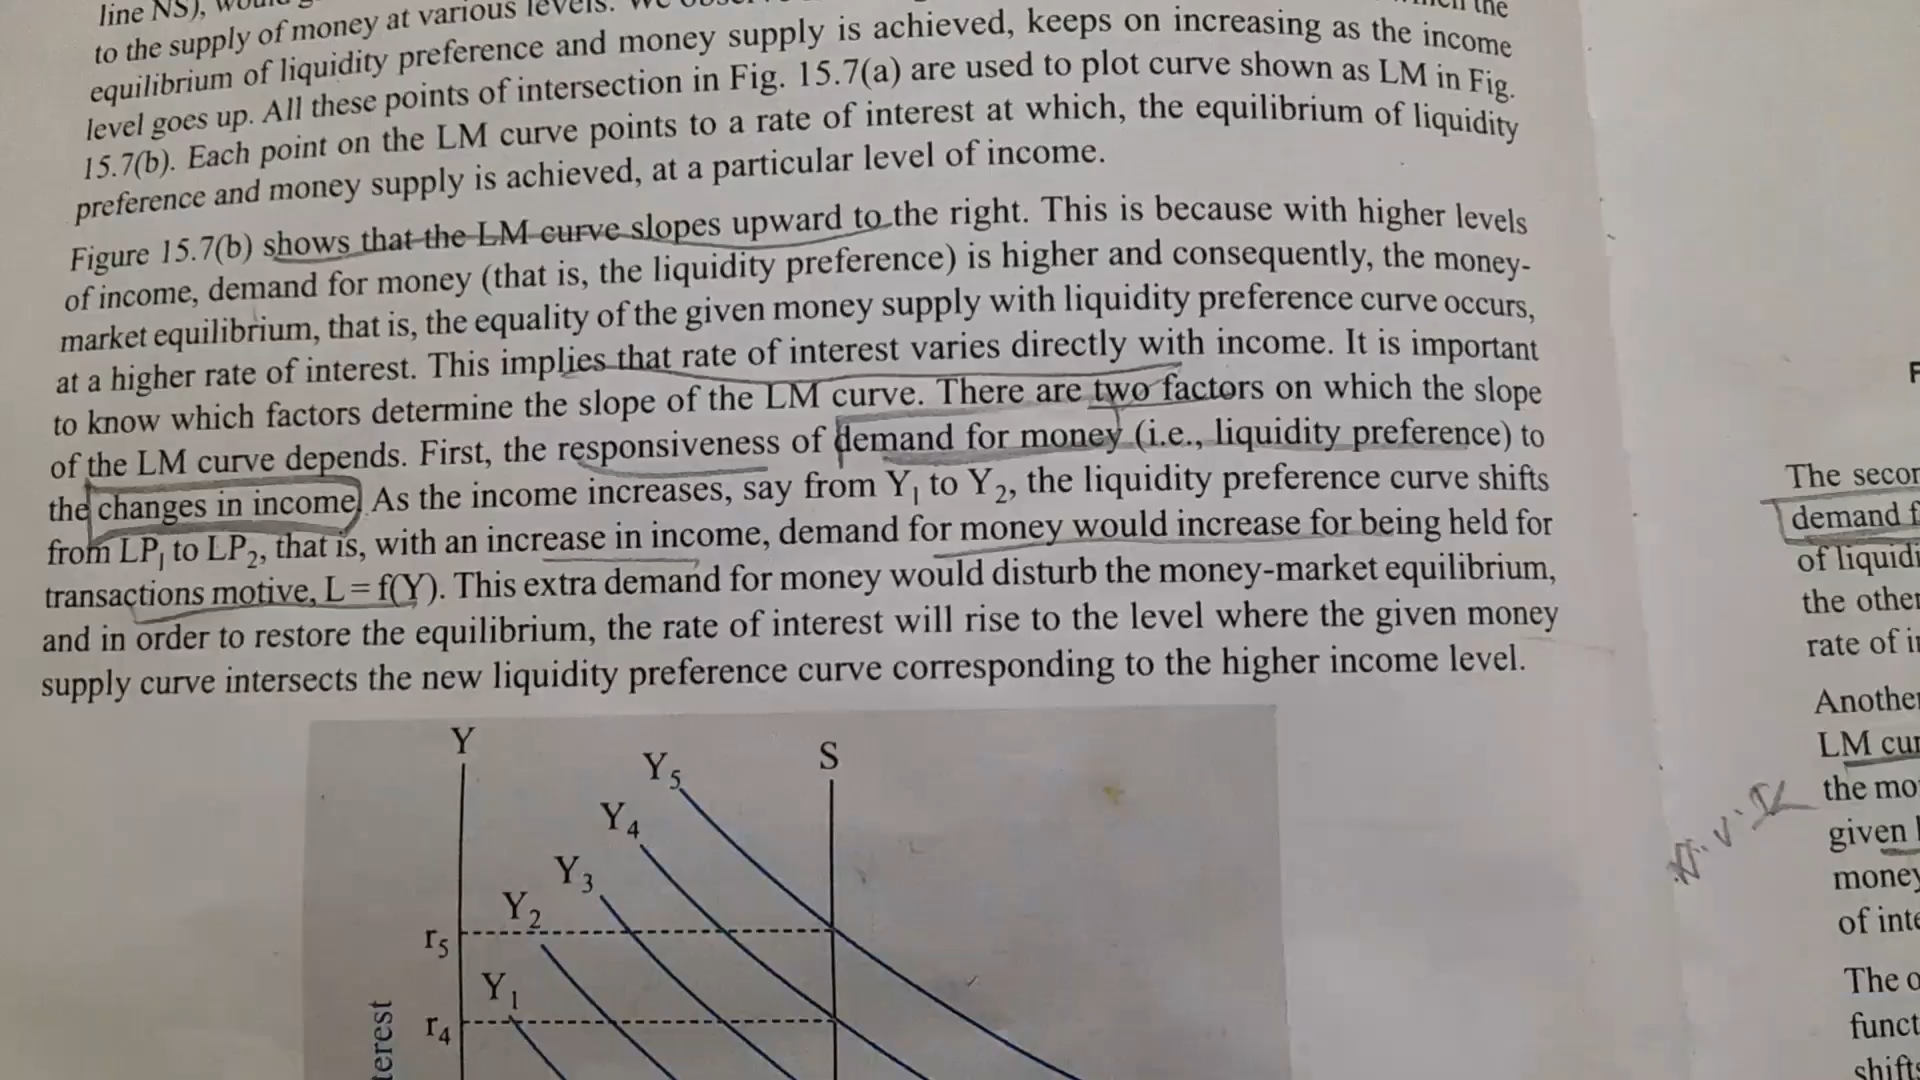 line NS),
to the supply of money at various levels.
the
equilibrium of liquidity preference and money supply is achieved, keeps on increasing as the income
level goes up. All these points of intersection in Fig. 15.7(a) are used to plot curve shown as LM in Fig.
15.7(b). Each point on the LM curve points to a rate of interest at which, the equilibrium of liquidity
preference and money supply is achieved, at a particular level of income.
Figure 15.7(b) shows that the LM curve slopes upward to the right. This is because with higher levels
of income, demand for money (that is, the liquidity preference) is higher and consequently, the money-
market equilibrium, that is, the equality of the given money supply with liquidity preference curve occurs,
at a higher rate of interest. This implies that rate of interest varies directly with income. It is important
to know which factors determine the slope of the LM curve. There are two factors on which the slope
of the LM curve depends. First, the responsiveness of demand for money (i.e., liquidity preference) to
the changes in income. As the income increases, say from Y₁ to Y₂, the liquidity preference curve shifts
from LP₁ to LP₂, that is, with an increase in income, demand for money would increase for being held for
transactions motive, L = f(Y). This extra demand for money would disturb the money-market equilibrium,
and in order to restore the equilibrium, the rate of interest will rise to the level where the given money
supply curve intersects the new liquidity preference curve corresponding to the higher income level.
Y
S
Y₅
Y₄
Y₃
Y₂
r₅
Y₁
r₄
terest
F
The secon
demand f
of liquidi
the other
rate of i
Another
LM cur
the mo
given
money
of inte
The o
funct
shifts